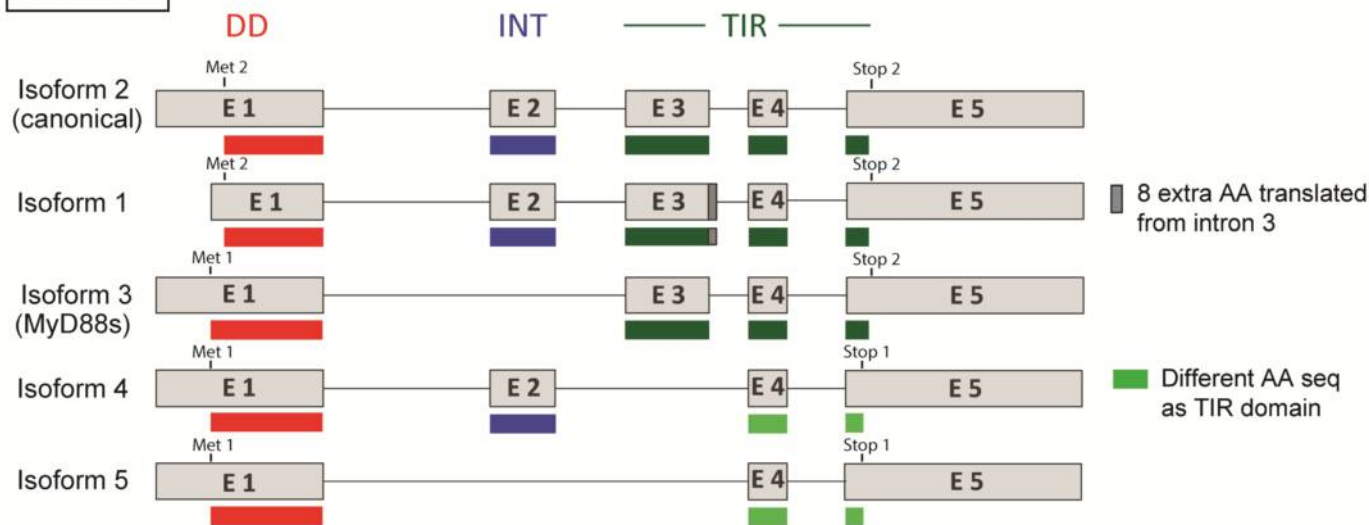 DD INT TIR
Met 2 Stop 2
Isoform 2
(canonical)
E 1 E 2 E 3 E 4 E 5
Met 2 Stop 2
Isoform 1
E 1 E 2 E 3 E 4 E 5
8 extra AA translated
from intron 3
Met 1 Stop 2
Isoform 3
(MyD88s)
E 1 E 3 E 4 E 5
Met 1 Stop 1
Isoform 4
E 1 E 2 E 4 E 5
Different AA seq
as TIR domain
Met 1 Stop 1
Isoform 5
E 1 E 4 E 5